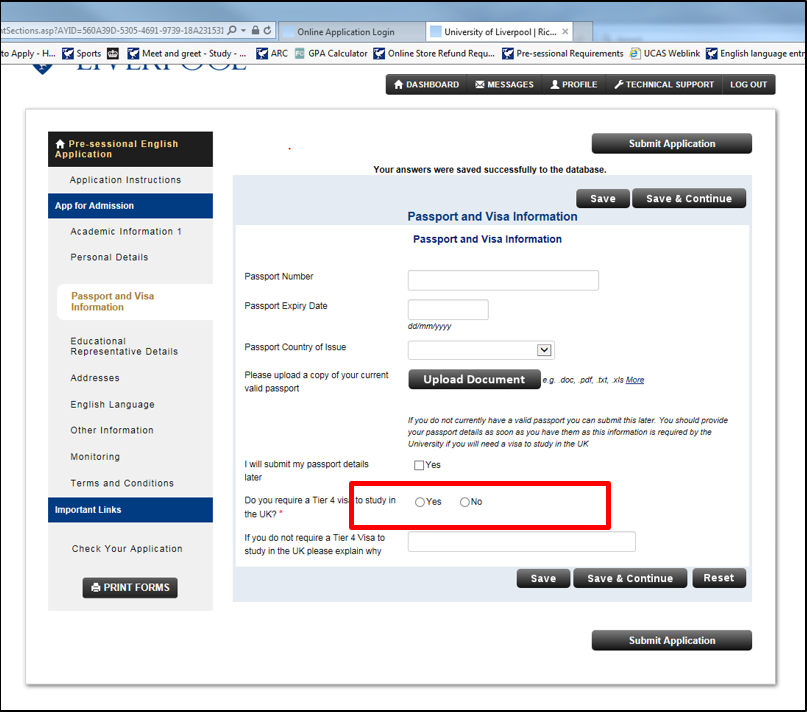 ntSections.asp?AYID=560A39D-5305-4691-9739-18A231531
Online Application Login
University of Liverpool | Ric...
to Apply - H...
Sports
Meet and greet - Study - ...
ARC
GPA Calculator
Online Store Refund Requ...
Pre-sessional Requirements
UCAS Weblink
English language entry
LIVERPOOL
DASHBOARD
MESSAGES
PROFILE
TECHNICAL SUPPORT
LOG OUT
Pre-sessional English
Application
Application Instructions
App for Admission
Academic Information 1
Personal Details
Passport and Visa
Information
Educational
Representative Details
Addresses
English Language
Other Information
Monitoring
Terms and Conditions
Important Links
Check Your Application
PRINT FORMS
Submit Application
Your answers were saved successfully to the database.
Save
Save & Continue
Passport and Visa Information
Passport and Visa Information
Passport Number
Passport Expiry Date
dd/mm/yyyy
Passport Country of Issue
Please upload a copy of your current
valid passport
Upload Document
e.g. .doc, .pdf, .txt, .xls More
If you do not currently have a valid passport you can submit this later. You should provide
your passport details as soon as you have them as this information is required by the
University if you will need a visa to study in the UK
I will submit my passport details
later
Yes
Do you require a Tier 4 visa to study in
the UK? *
Yes
No
If you do not require a Tier 4 Visa to
study in the UK please explain why
Save
Save & Continue
Reset
Submit Application